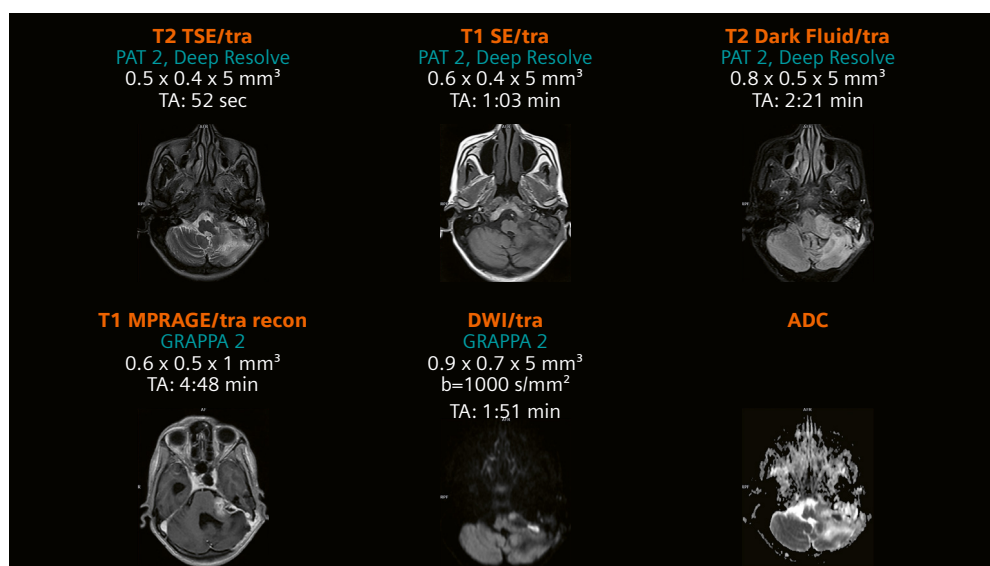 T2 TSE/tra
PAT 2, Deep Resolve
0.5 x 0.4 x 5 mm³
TA: 52 sec
T1 SE/tra
PAT 2, Deep Resolve
0.6 x 0.4 x 5 mm³
TA: 1:03 min
T2 Dark Fluid/tra
PAT 2, Deep Resolve
0.8 x 0.5 x 5 mm³
TA: 2:21 min
T1 MPRAGE/tra recon
GRAPPA 2
0.6 x 0.5 x 1 mm³
TA: 4:48 min
DWI/tra
GRAPPA 2
0.9 x 0.7 x 5 mm³
b=1000 s/mm²
TA: 1:51 min
ADC